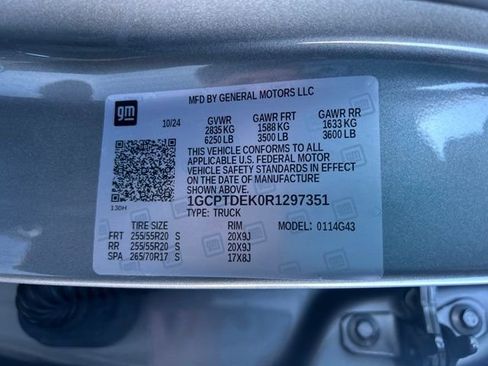 MFD BY GENERAL MOTORS LLC
gm
10/24 GVWR GAWR FRT GAWR RR
2835 KG 1588 KG 1633 KG
6250 LB 3500 LB 3600 LB
THIS VEHICLE CONFORMS TO ALL
APPLICABLE U.S. FEDERAL MOTOR
VEHICLE SAFETY STANDARDS IN EFFECT
ON THE DATE OF MANUFACTURE
SHOWN ABOVE.
130H
1GCPTDEK0R1297351
TYPE: TRUCK MODEL: 0114G43
TIRE SIZE RIM
FRT 255/55R20 S 20X9J
RR 255/55R20 S 20X9J
SPA 265/70R17 S 17X8J